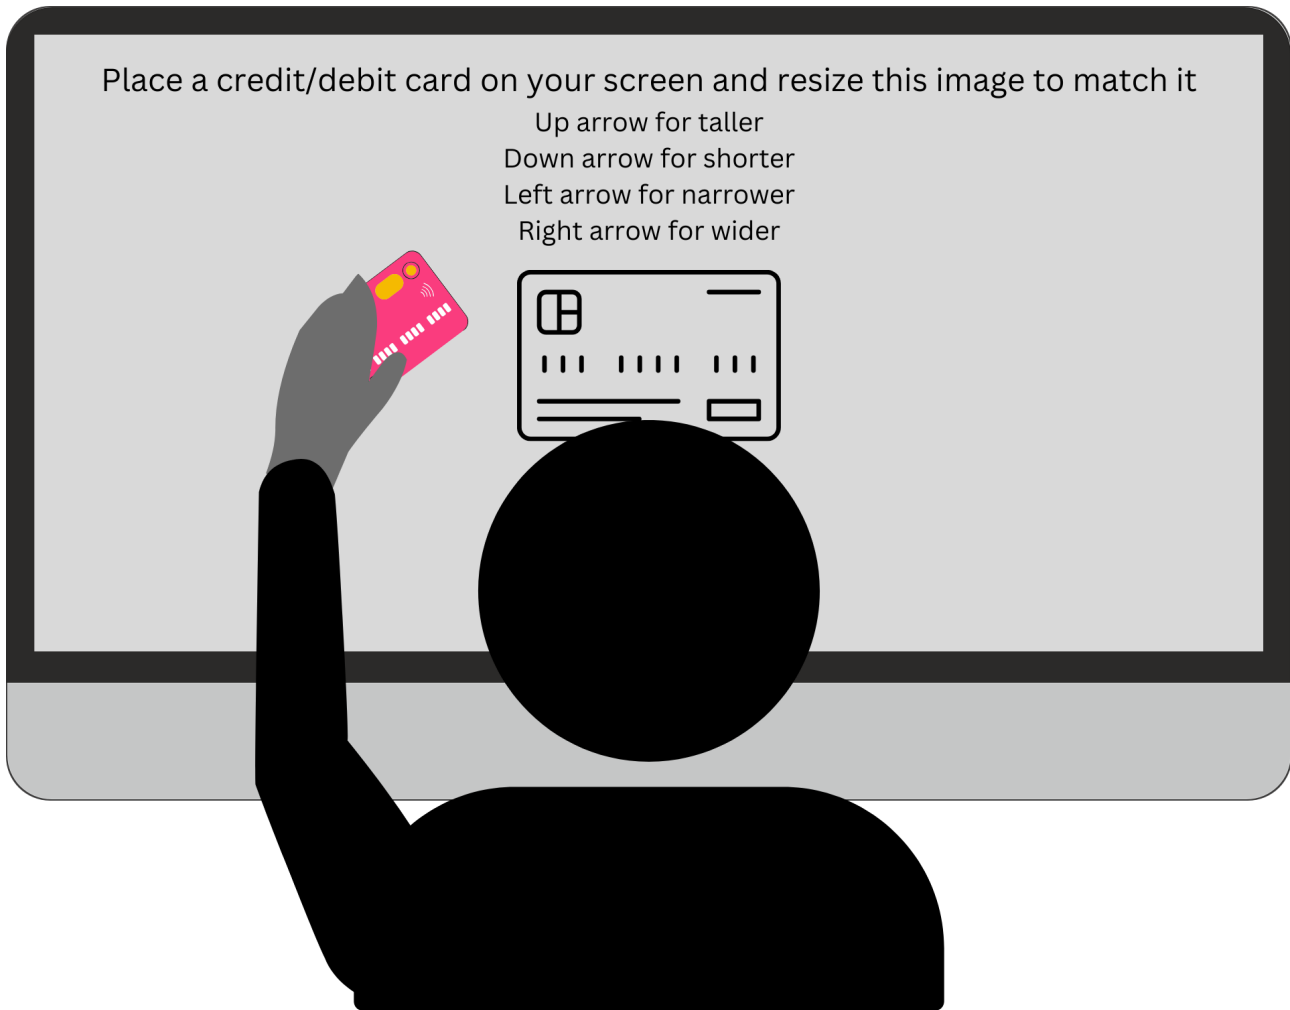 Place a credit/debit card on your screen and resize this image to match it
Up arrow for taller
Down arrow for shorter
Left arrow for narrower
Right arrow for wider